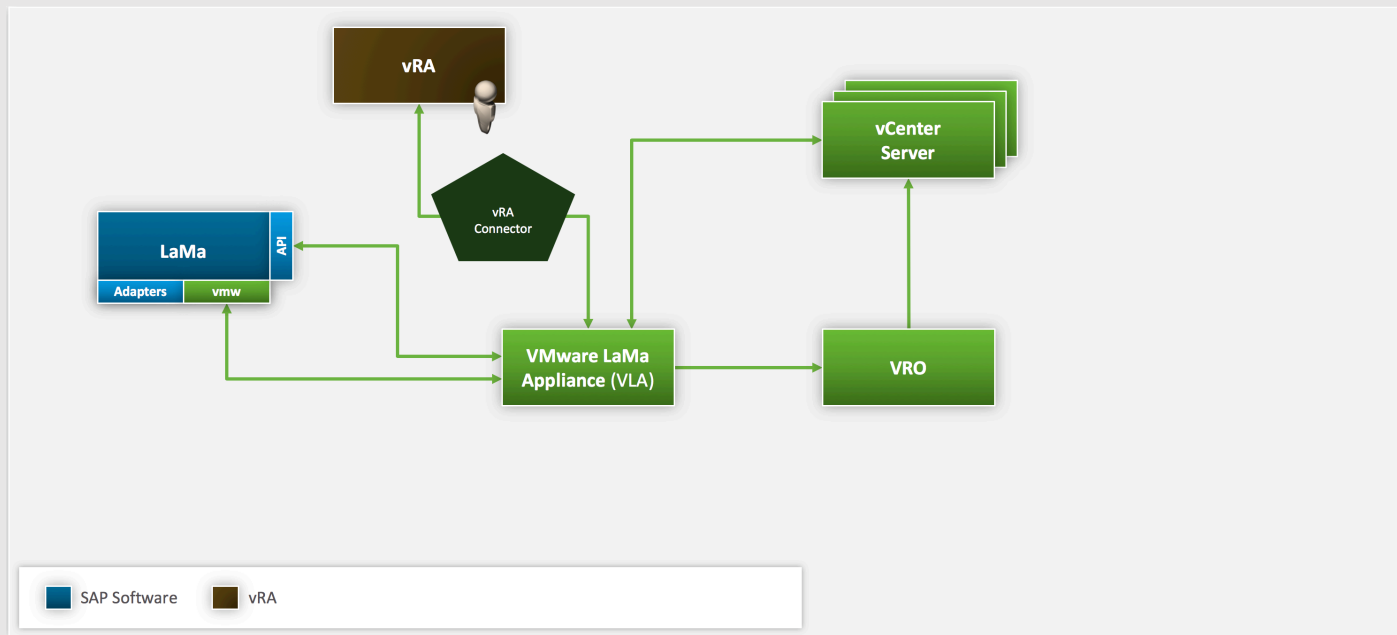 vRA
vCenter
Server
vRA
Connector
LaMa
API
Adapters
vmw
VMware LaMa
Appliance (VLA)
VRO
SAP Software
vRA